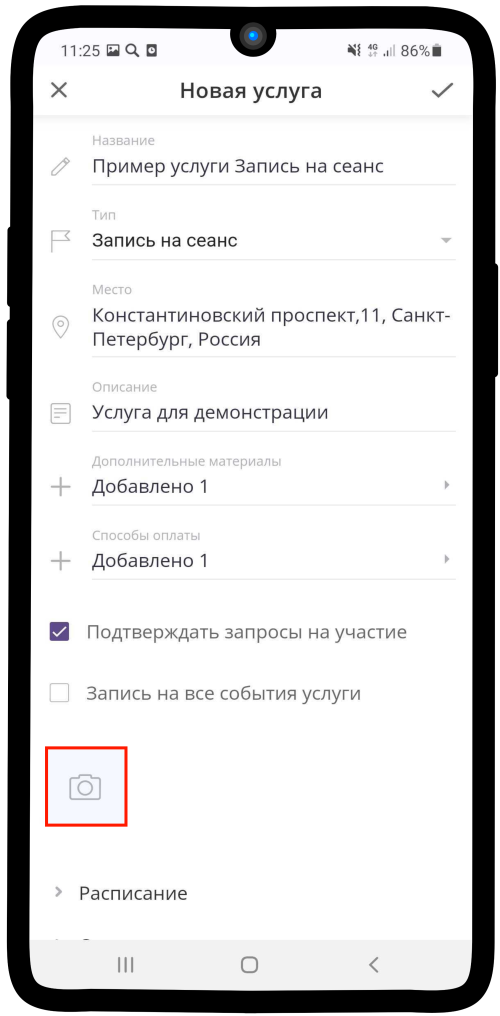 11:25 4G 86%
Новая услуга
Название
Пример услуги Запись на сеанс
Тип
Запись на сеанс
Место
Константиновский проспект,11, Санкт-
Петербург, Россия
Описание
Услуга для демонстрации
Дополнительные материалы
Добавлено 1
Способы оплаты
Добавлено 1
Подтверждать запросы на участие
Запись на все события услуги
Расписание